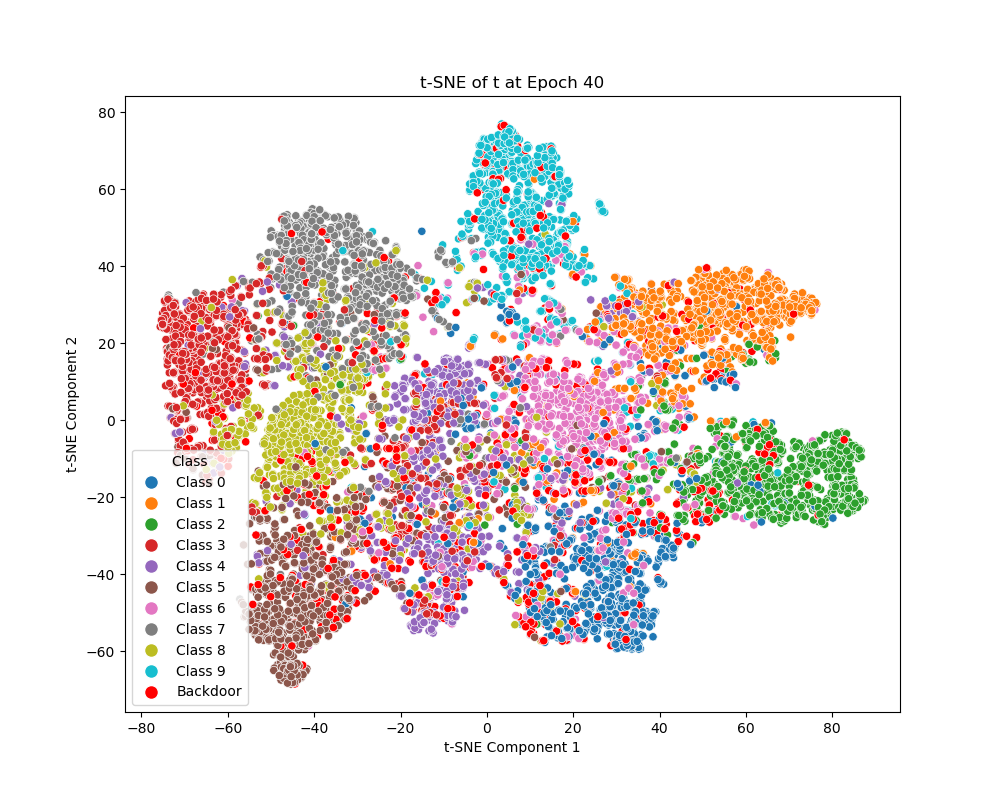 t-SNE of t at Epoch 40
t-SNE Component 2
80
60
40
20
0
−20
−40
−60
Class
Class 0
Class 1
Class 2
Class 3
Class 4
Class 5
Class 6
Class 7
Class 8
Class 9
Backdoor
−80
−60
−40
−20
0
20
40
60
80
t-SNE Component 1